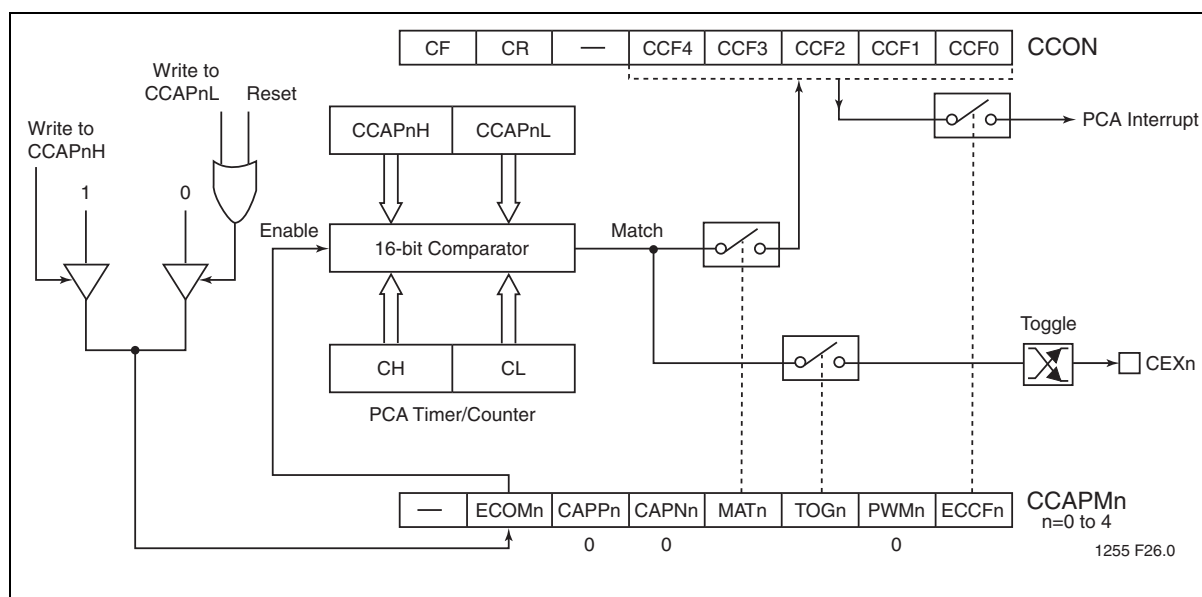 CF CR — CCF4 CCF3 CCF2 CCF1 CCF0 CCON
Write to
CCAPnL
Reset
Write to
CCAPnH
1 0
CCAPnH CCAPnL
PCA Interrupt
Enable
16-bit Comparator
Match
CH CL
PCA Timer/Counter
Toggle
CEXn
— ECOMn CAPPn CAPNn MATn TOGn PWMn ECCFn CCAPMn
n=0 to 4
0 0 0
1255 F26.0